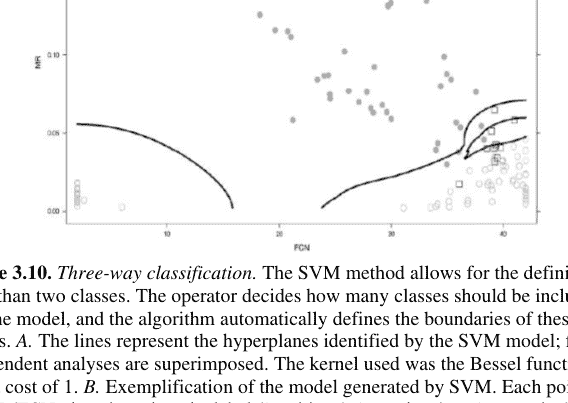 0.10
MR
0.05
0.00
10
20
30
40
FCN
e 3.10. Three-way classification. The SVM method allows for the defini
than two classes. The operator decides how many classes should be inclu
ne model, and the algorithm automatically defines the boundaries of thes
s. A. The lines represent the hyperplanes identified by the SVM model; f
endent analyses are superimposed. The kernel used was the Bessel funct
cost of 1. B. Exemplification of the model generated by SVM. Each poi